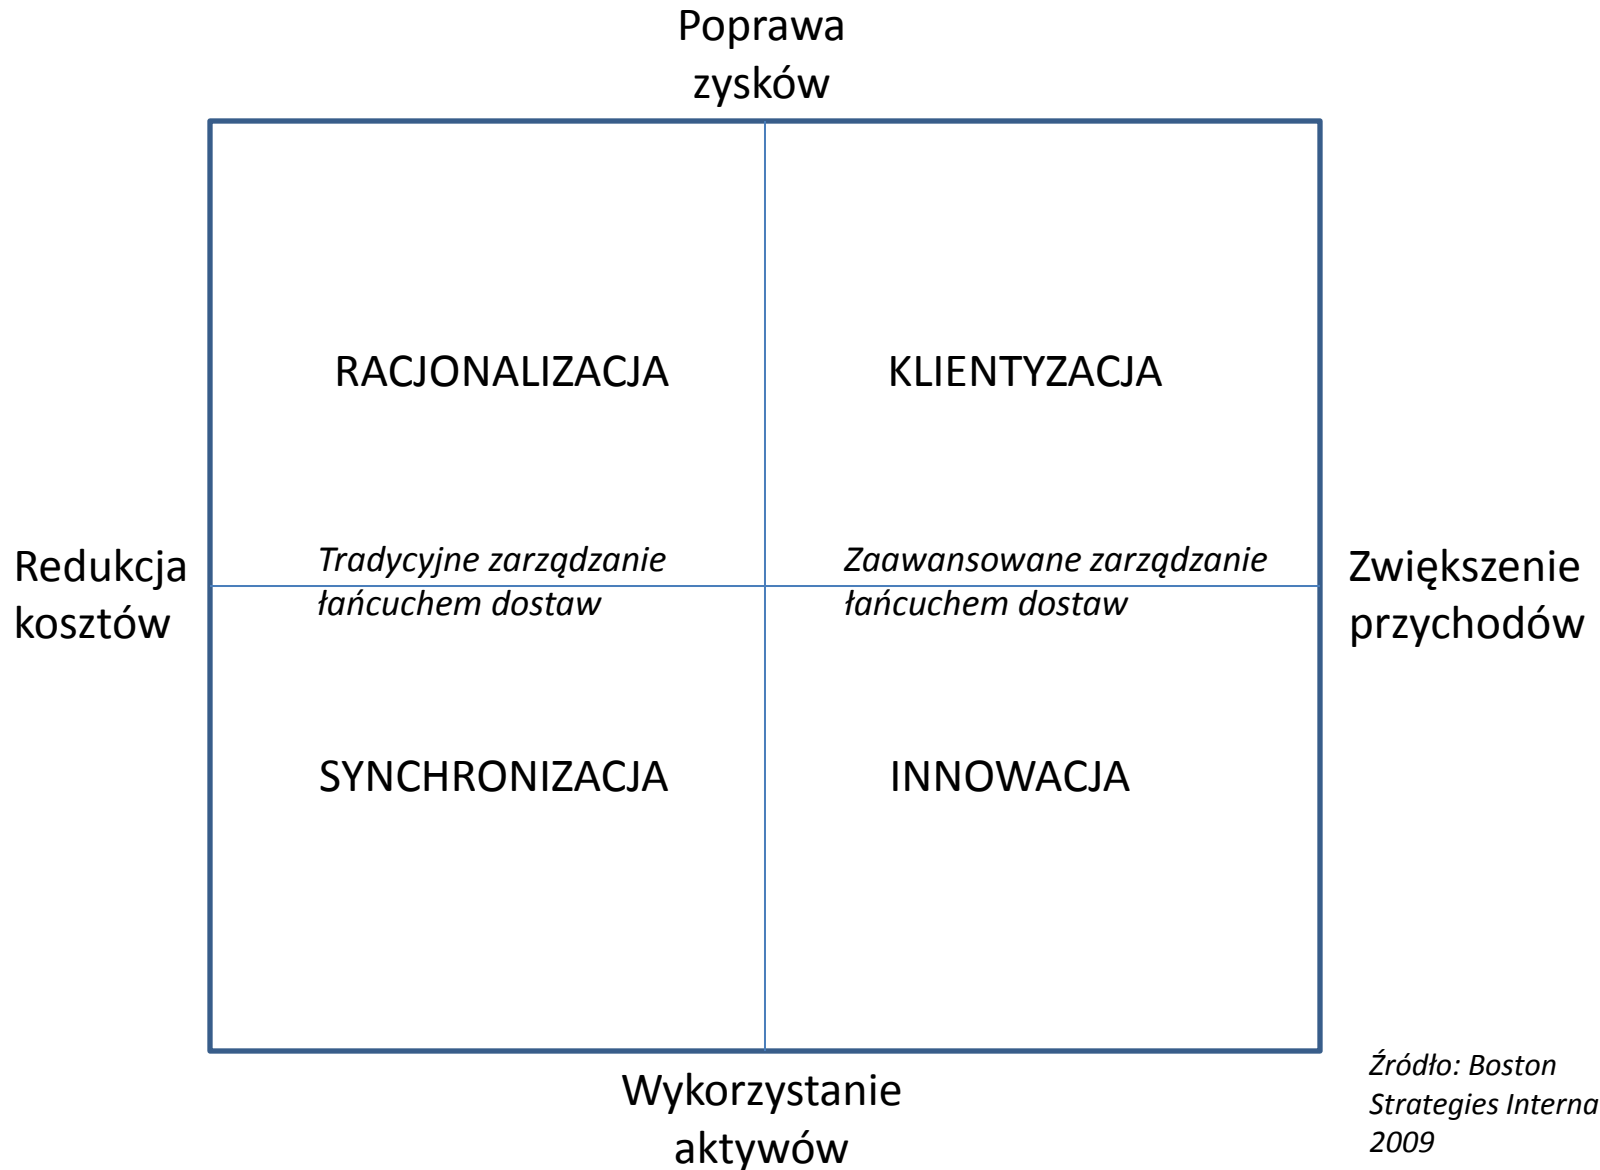 Poprawa
zysków
RACJONALIZACJA
KLIENTYZACJA
Redukcja
kosztów
Tradycyjne zarządzanie
łańcuchem dostaw
Zaawansowane zarządzanie
łańcuchem dostaw
Zwiększenie
przychodów
SYNCHRONIZACJA
INNOWACJA
Wykorzystanie
aktywów
Źródło: Boston
Strategies Interna
2009